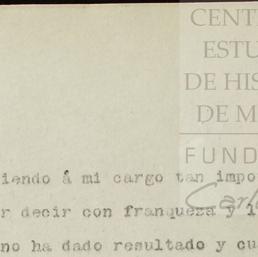 CENT
ESTU
DE HIS
DE M
FUND
iendo á mi cargo tan impo
r decir con franqueza y l
no ha dado resultado y cu